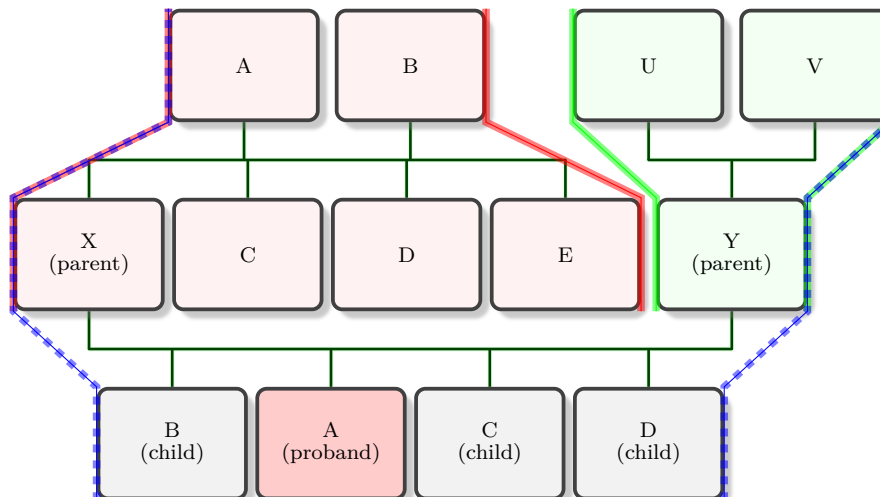 A
B
U
V
X
(parent)
C
D
E
Y
(parent)
B
(child)
A
(proband)
C
(child)
D
(child)